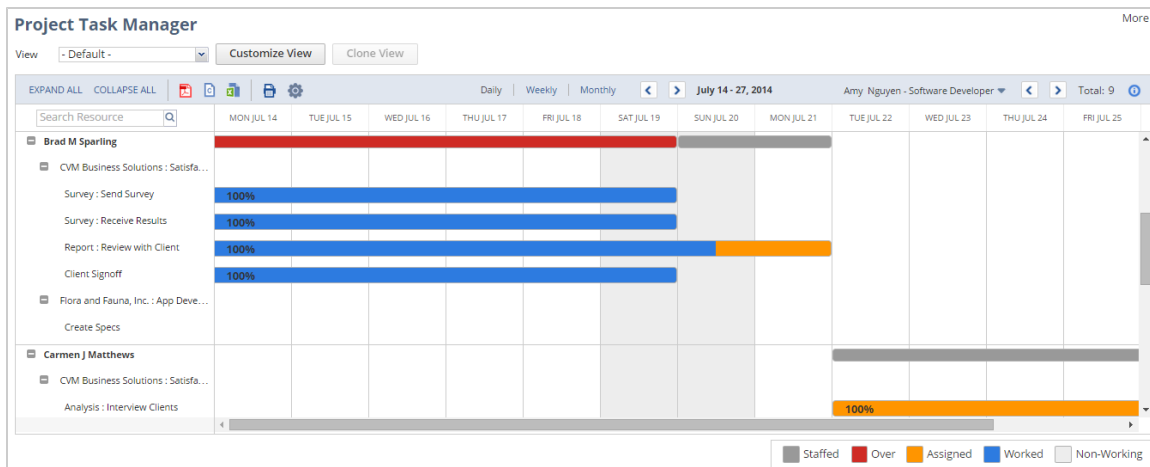 More
Project Task Manager
View - Default - Customize View Clone View
EXPAND ALL COLLAPSE ALL Daily Weekly Monthly July 14 - 27, 2014 Amy Nguyen - Software Developer Total: 9
Search Resource MON JUL 14 TUE JUL 15 WED JUL 16 THU JUL 17 FRI JUL 18 SAT JUL 19 SUN JUL 20 MON JUL 21 TUE JUL 22 WED JUL 23 THU JUL 24 FRI JUL 25
Brad M Sparling
CVM Business Solutions : Satisfa...
Survey : Send Survey 100%
Survey : Receive Results 100%
Report : Review with Client 100%
Client Signoff 100%
Flora and Fauna, Inc. : App Deve...
Create Specs
Carmen J Matthews
CVM Business Solutions : Satisfa...
Analysis : Interview Clients 100%
Staffed Over Assigned Worked Non-Working